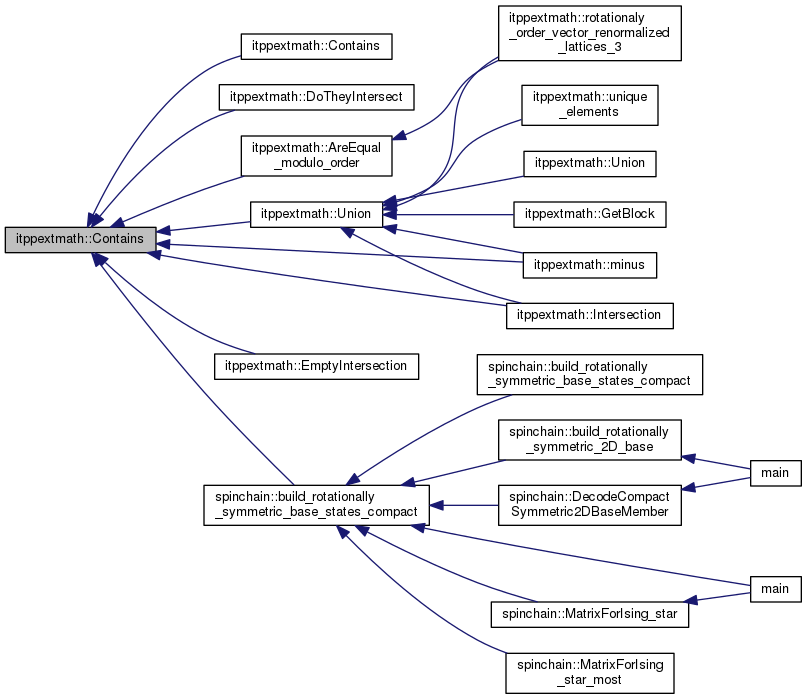 itppextmath::rotationaly
_order_vector_renormalized
_lattices_3
itppextmath::Contains
itppextmath::DoTheyIntersect
itppextmath::unique
_elements
itppextmath::AreEqual
_modulo_order
itppextmath::Union
itppextmath::Union
itppextmath::GetBlock
itppextmath::Contains
itppextmath::minus
itppextmath::Intersection
itppextmath::EmptyIntersection
spinchain::build_rotationally
_symmetric_base_states_compact
spinchain::build_rotationally
_symmetric_2D_base
main
spinchain::build_rotationally
_symmetric_base_states_compact
spinchain::DecodeCompact
Symmetric2DBaseMember
main
spinchain::MatrixForIsing_star
spinchain::MatrixForIsing
_star_most